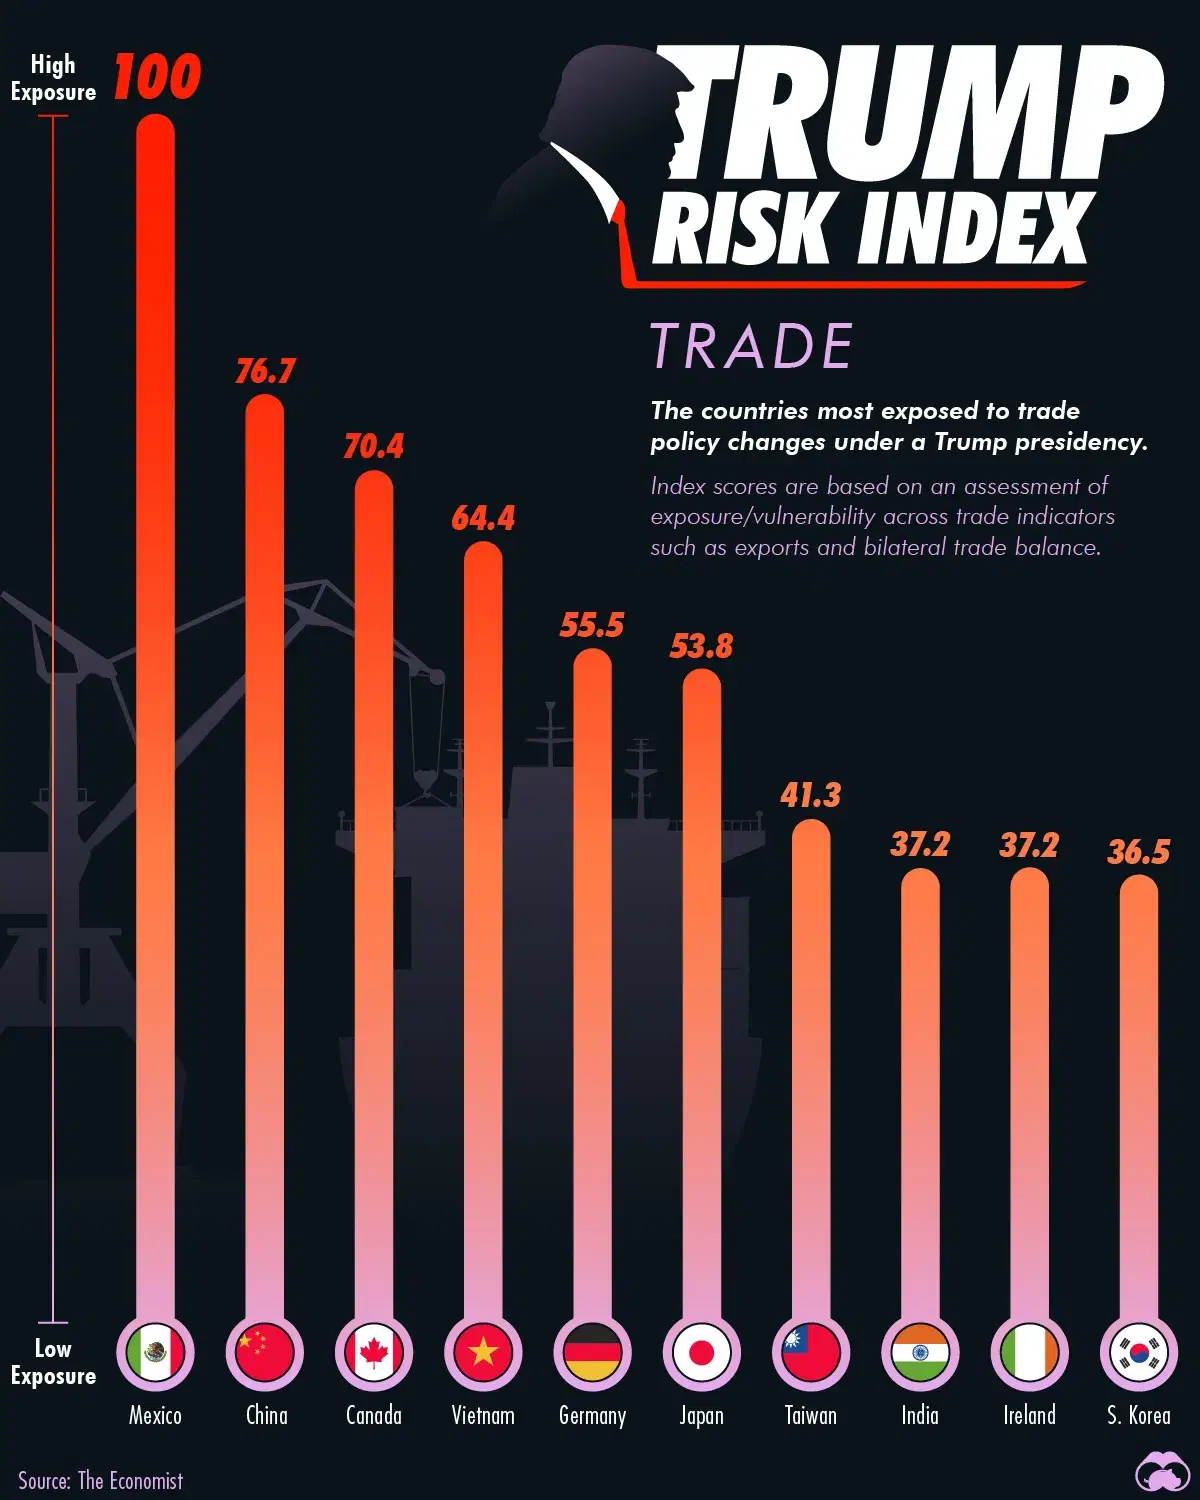 High
Exposure
100
TRUMP
RISK INDEX
TRADE
The countries most exposed to trade
policy changes under a Trump presidency.
Index scores are based on an assessment of
exposure/vulnerability across trade indicators
such as exports and bilateral trade balance.
76.7
70.4
64.4
55.5
53.8
41.3
37.2
37.2
36.5
Low
Exposure
Mexico
China
Canada
Vietnam
Germany
Japan
Taiwan
India
Ireland
S. Korea
Source: The Economist